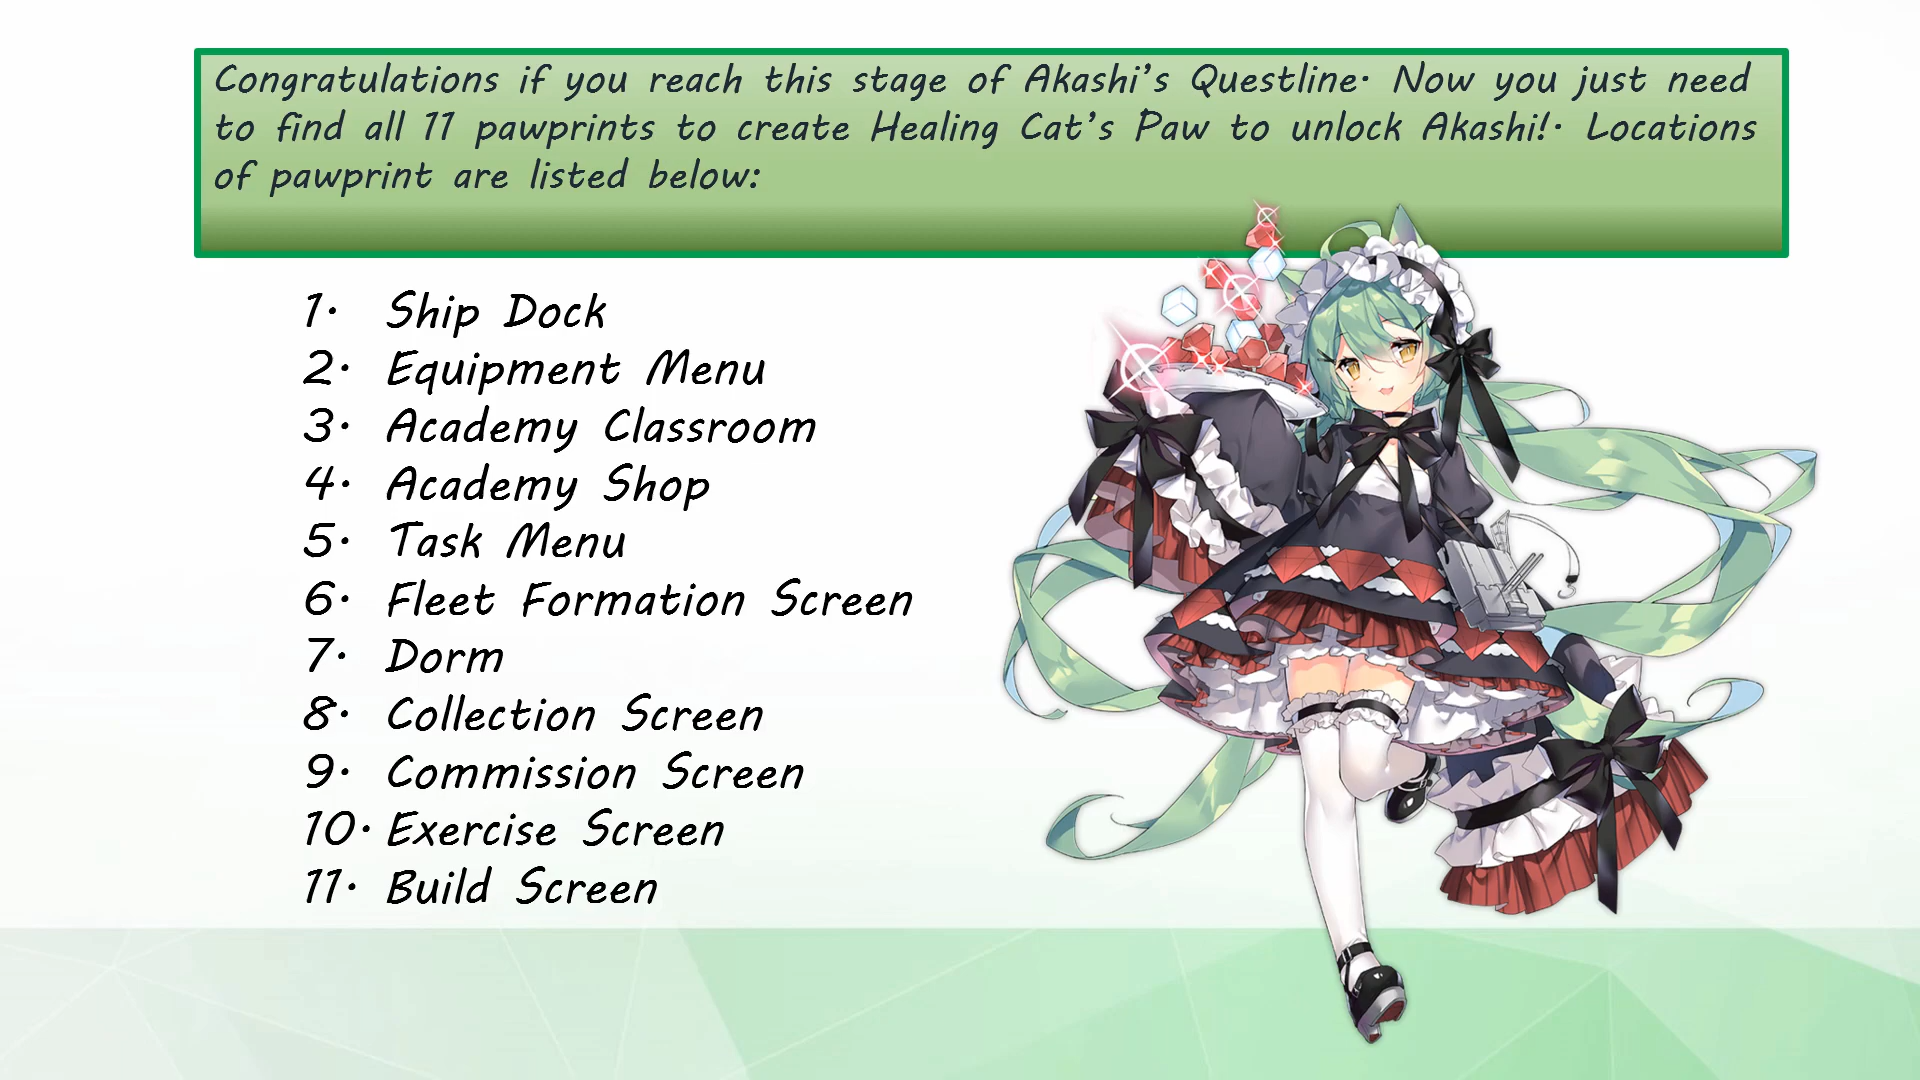 Congratulations if you reach this stage of Akashi's Questline. Now you just need
to find all 11 pawprints to create Healing Cat's Paw to unlock Akashi!. Locations
of pawprint are listed below:
1. Ship Dock
2. Equipment Menu
3. Academy Classroom
4. Academy Shop
5. Task Menu
6. Fleet Formation Screen
7. Dorm
8. Collection Screen
9. Commission Screen
10. Exercise Screen
11. Build Screen